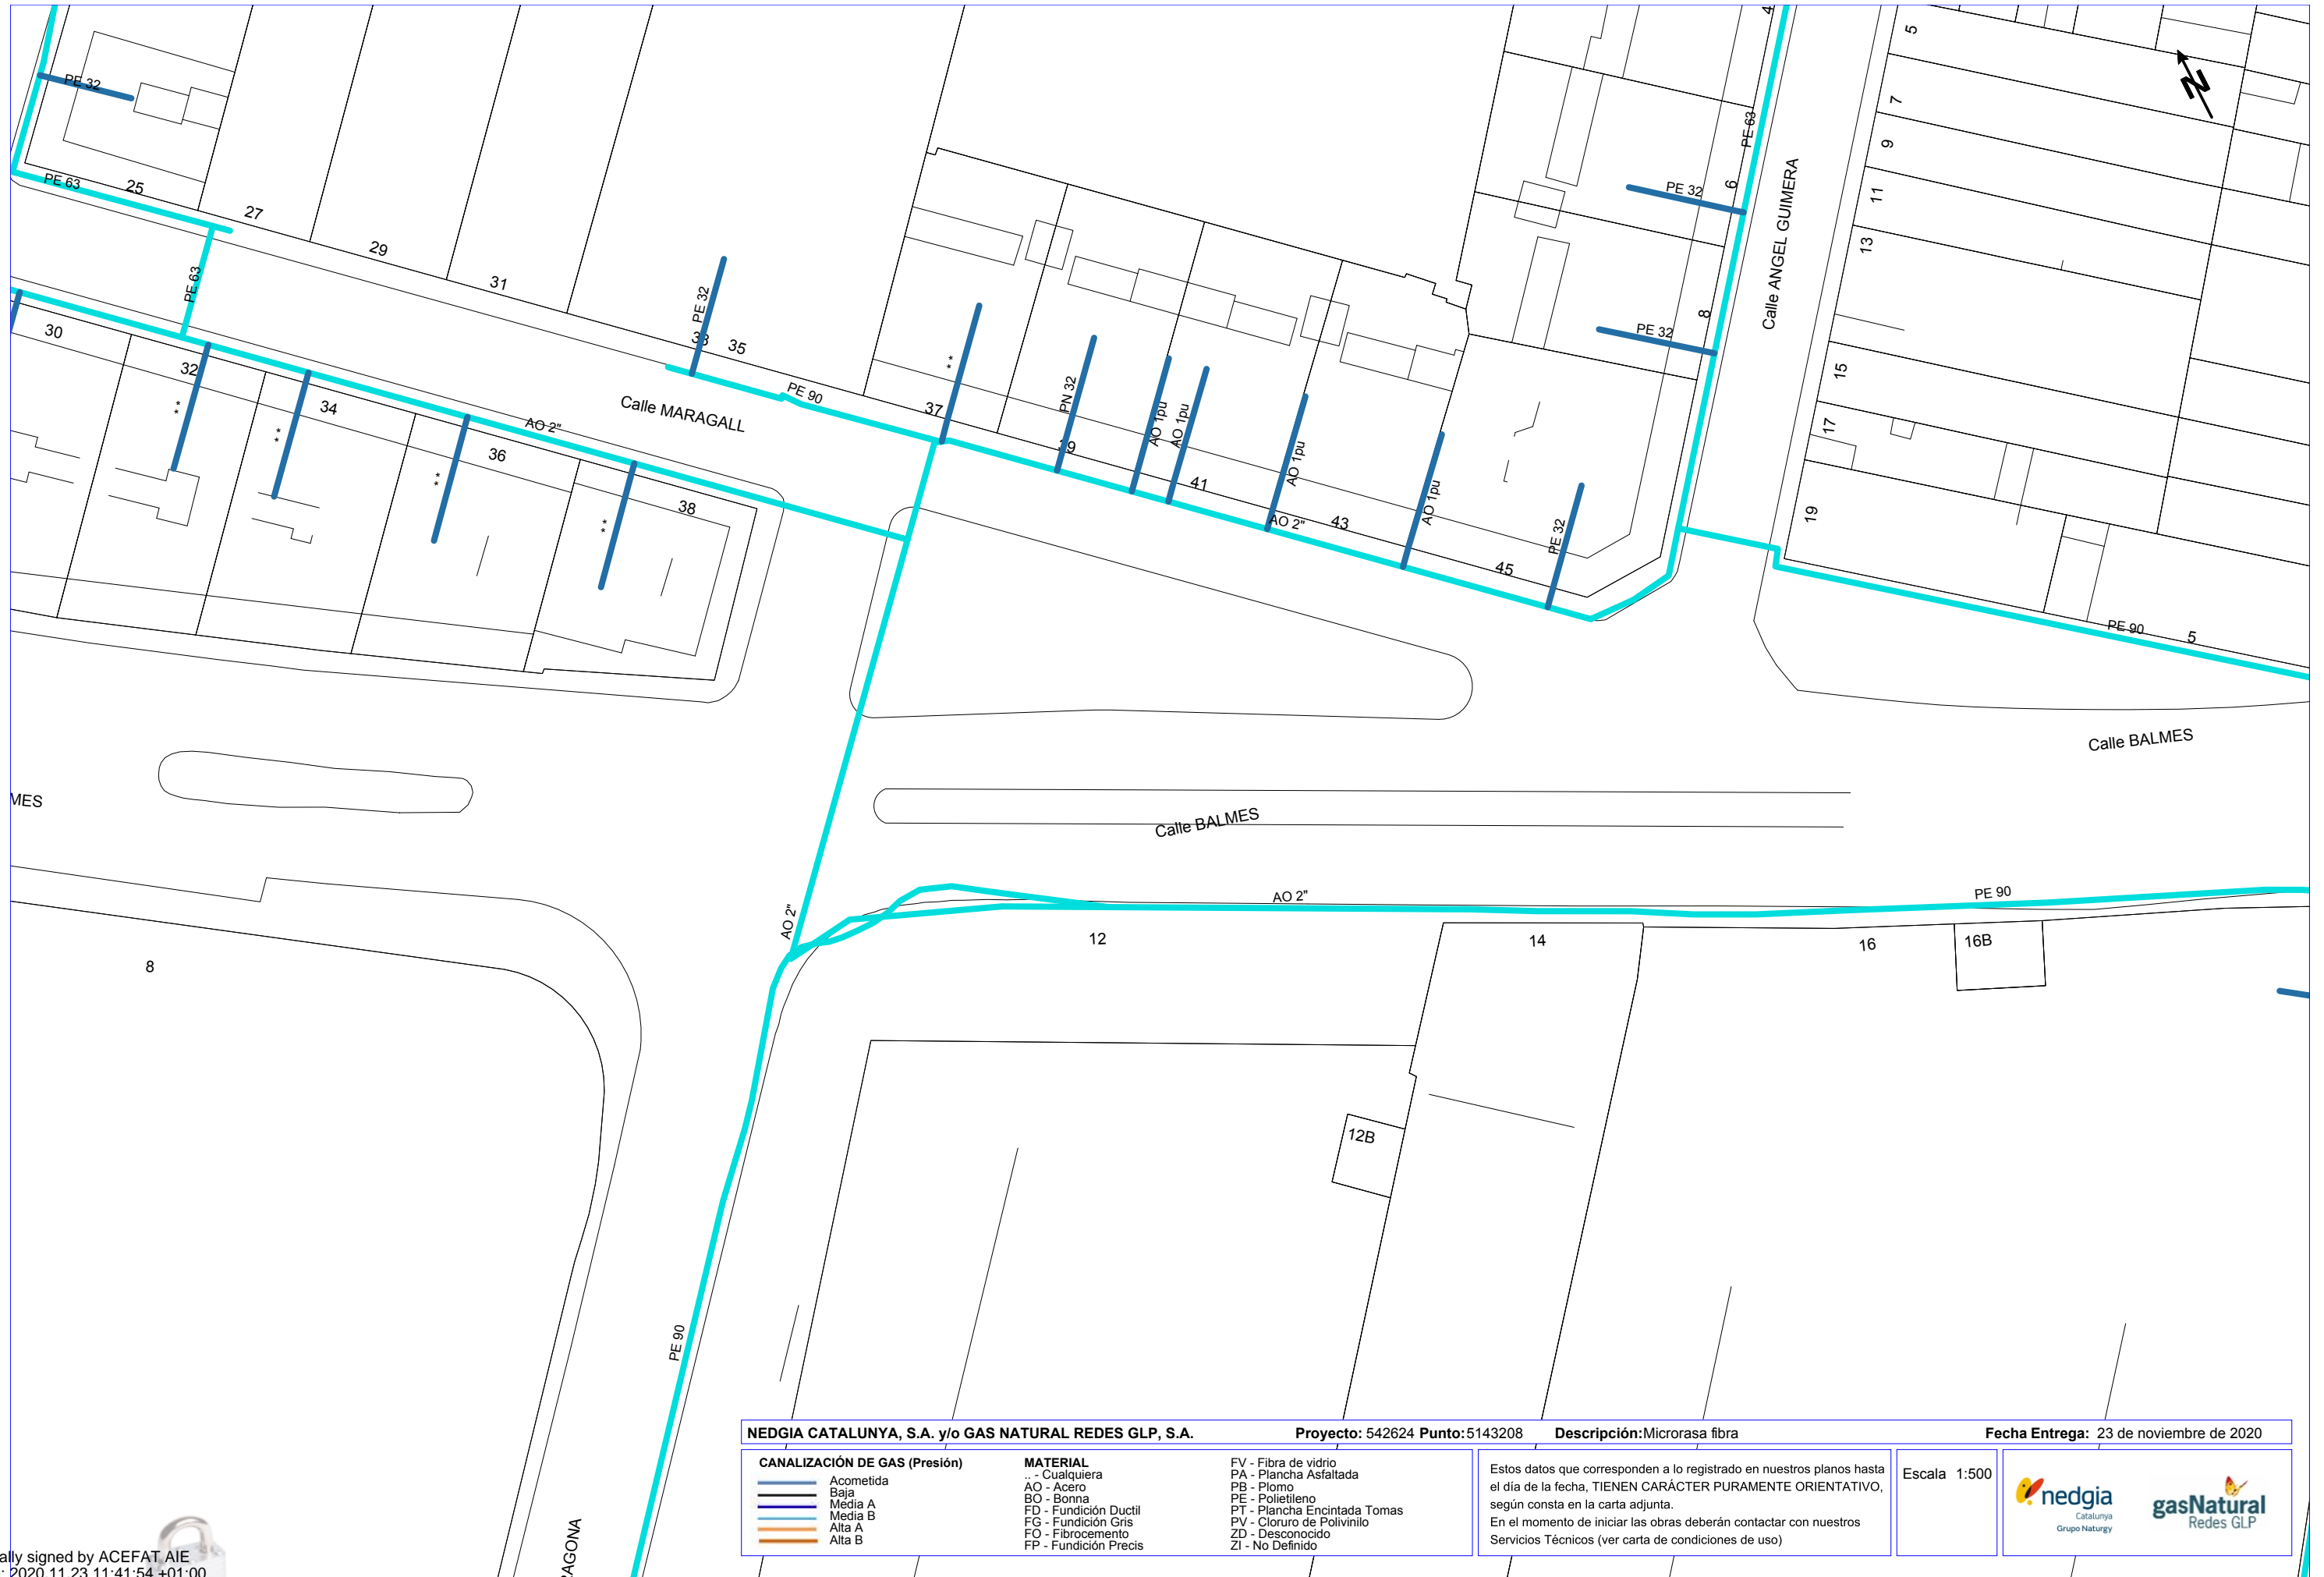 PE 32
PE 63
25
27
29
31
PE 63
30
32
34
36
38
* *
* *
* *
* *
AO 2"
PE 32
33
35
PE 90
Calle MARAGALL
37
* *
PN 32
39
AO 1pu
AO 1pu
41
AO 1pu
AO 2"
43
AO 1pu
45
PE 32
4
PE 63
6
PE 32
8
PE 32
Calle ANGEL GUIMERA
5
7
9
11
13
15
17
19
N
PE 90
5
Calle BALMES
MES
Calle BALMES
AO 2"
AO 2"
PE 90
8
12
14
16
16B
12B
PE 90
RAGONA
NEDGIA CATALUNYA, S.A. y/o GAS NATURAL REDES GLP, S.A. Proyecto: 542624 Punto:5143208 Descripción:Microrasa fibra Fecha Entrega: 23 de noviembre de 2020
CANALIZACIÓN DE GAS (Presión)
Acometida
Baja
Media A
Media B
Alta A
Alta B
MATERIAL
.. - Cualquiera
AO - Acero
BO - Bonna
FD - Fundición Ductil
FG - Fundición Gris
FO - Fibrocemento
FP - Fundición Precis
FV - Fibra de vidrio
PA - Plancha Asfaltada
PB - Plomo
PE - Polietileno
PT - Plancha Encintada Tomas
PV - Cloruro de Polivinilo
ZD - Desconocido
ZI - No Definido
Estos datos que corresponden a lo registrado en nuestros planos hasta
el día de la fecha, TIENEN CARÁCTER PURAMENTE ORIENTATIVO,
según consta en la carta adjunta.
En el momento de iniciar las obras deberán contactar con nuestros
Servicios Técnicos (ver carta de condiciones de uso)
Escala 1:500
nedgia
Catalunya
Grupo Naturgy
gasNatural
Redes GLP
ally signed by ACEFAT AIE
: 2020.11.23 11:41:54 +01:00